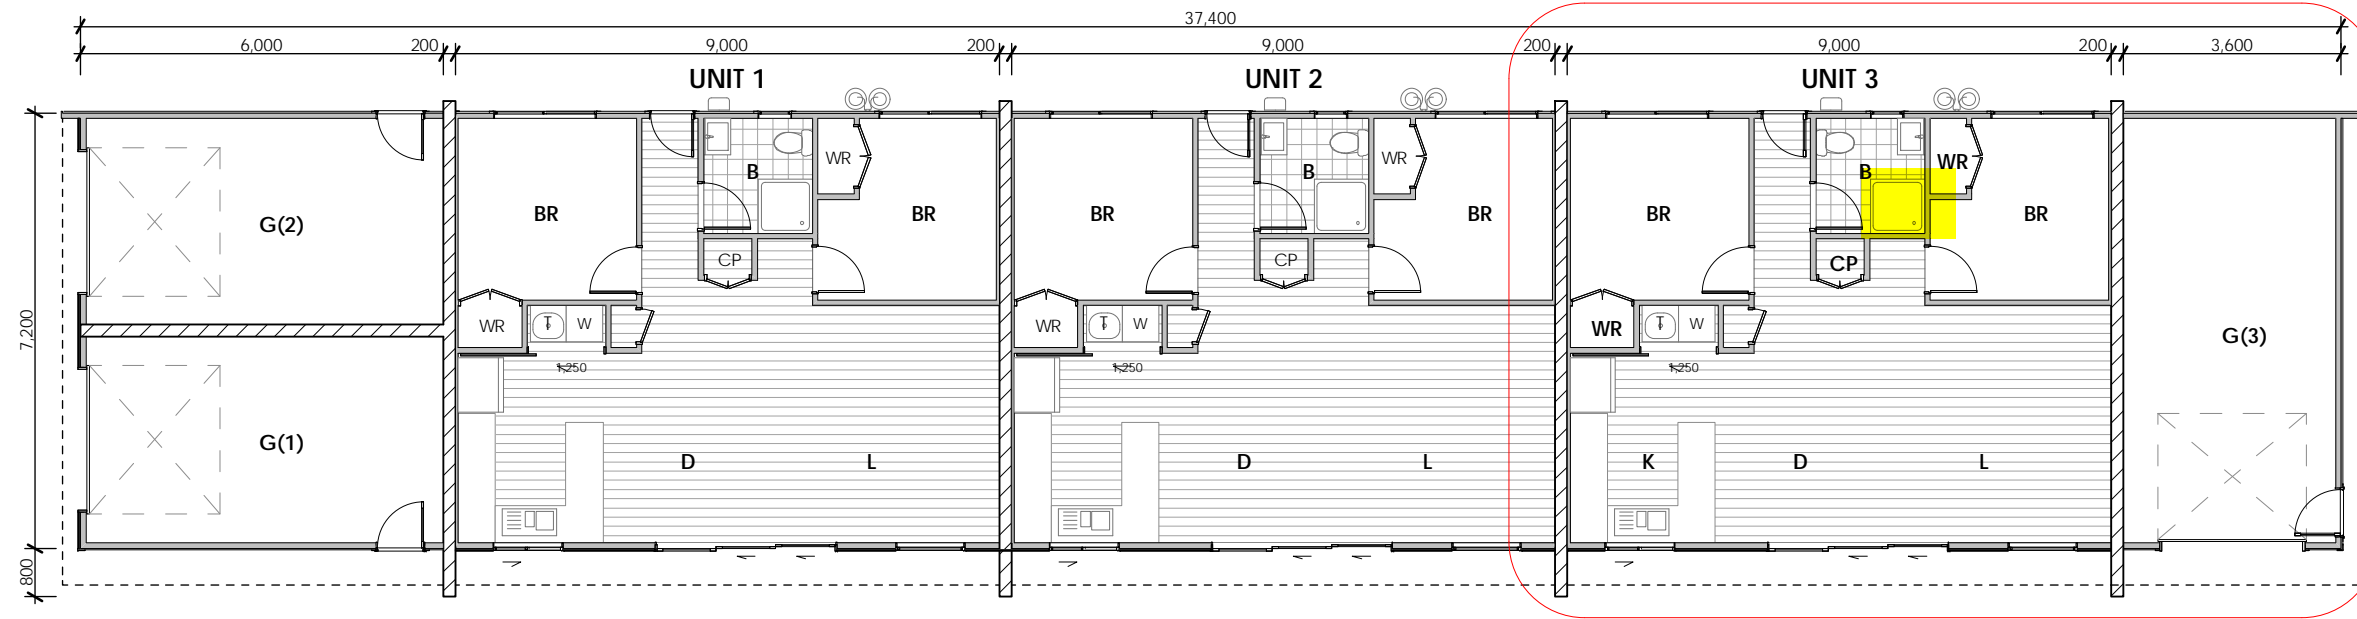 37,400
6,000 200 9,000 200 9,000 200 9,000 200 3,600
UNIT 1 UNIT 2 UNIT 3
B WR B WR B WR
G(2) BR BR BR BR BR BR
CP CP CP
WR T W WR T W WR T W
7,200 G(3)
1,250 1,250 1,250
G(1) D L D L K D L
800